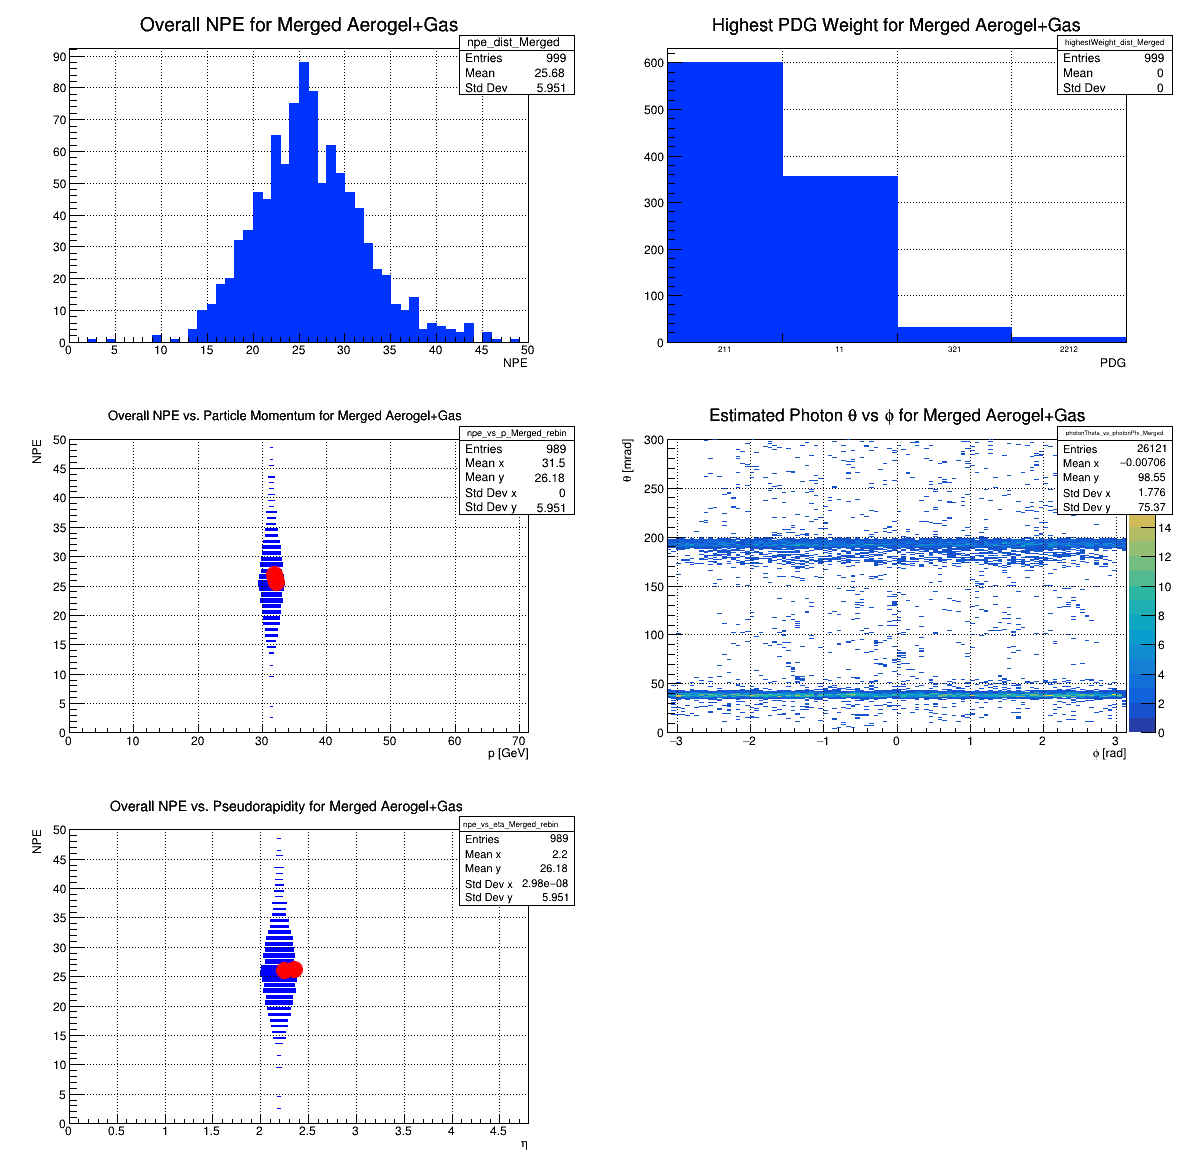 Overall NPE for Merged Aerogel+Gas
npe_dist_Merged
Entries 999
Mean 25.68
Std Dev 5.951
90
80
70
60
50
40
30
20
10
0
0 5 10 15 20 25 30 35 40 45 50
NPE
Highest PDG Weight for Merged Aerogel+Gas
highestWeight_dist_Merged
Entries 999
Mean 0
Std Dev 0
600
500
400
300
200
100
0
211 11 321 2212
PDG
Overall NPE vs. Particle Momentum for Merged Aerogel+Gas
npe_vs_p_Merged_rebin
Entries 989
Mean x 31.5
Mean y 26.18
Std Dev x 0
Std Dev y 5.951
NPE
50
45
40
35
30
25
20
15
10
5
0
0 10 20 30 40 50 60 70
p [GeV]
Estimated Photon θ vs ϕ for Merged Aerogel+Gas
photonTheta_vs_photonPhi_Merged
Entries 26121
Mean x −0.00706
Mean y 98.55
Std Dev x 1.776
Std Dev y 75.37
θ [mrad]
300
250
200
150
100
50
0
−3 −2 −1 0 1 2 3
ϕ [rad]
14
12
10
8
6
4
2
0
Overall NPE vs. Pseudorapidity for Merged Aerogel+Gas
npe_vs_eta_Merged_rebin
Entries 989
Mean x 2.2
Mean y 26.18
Std Dev x 2.98e−08
Std Dev y 5.951
NPE
50
45
40
35
30
25
20
15
10
5
0
0 0.5 1 1.5 2 2.5 3 3.5 4 4.5
η